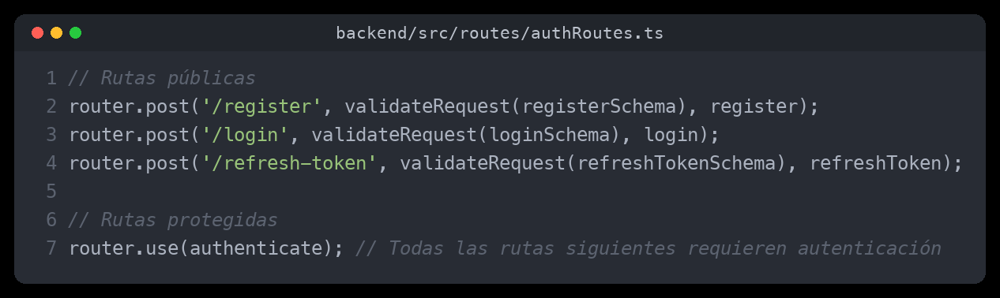 backend/src/routes/authRoutes.ts
1 // Rutas públicas
2 router.post('/register', validateRequest(registerSchema), register);
3 router.post('/login', validateRequest(loginSchema), login);
4 router.post('/refresh-token', validateRequest(refreshTokenSchema), refreshToken);
5
6 // Rutas protegidas
7 router.use(authenticate); // Todas las rutas siguientes requieren autenticación